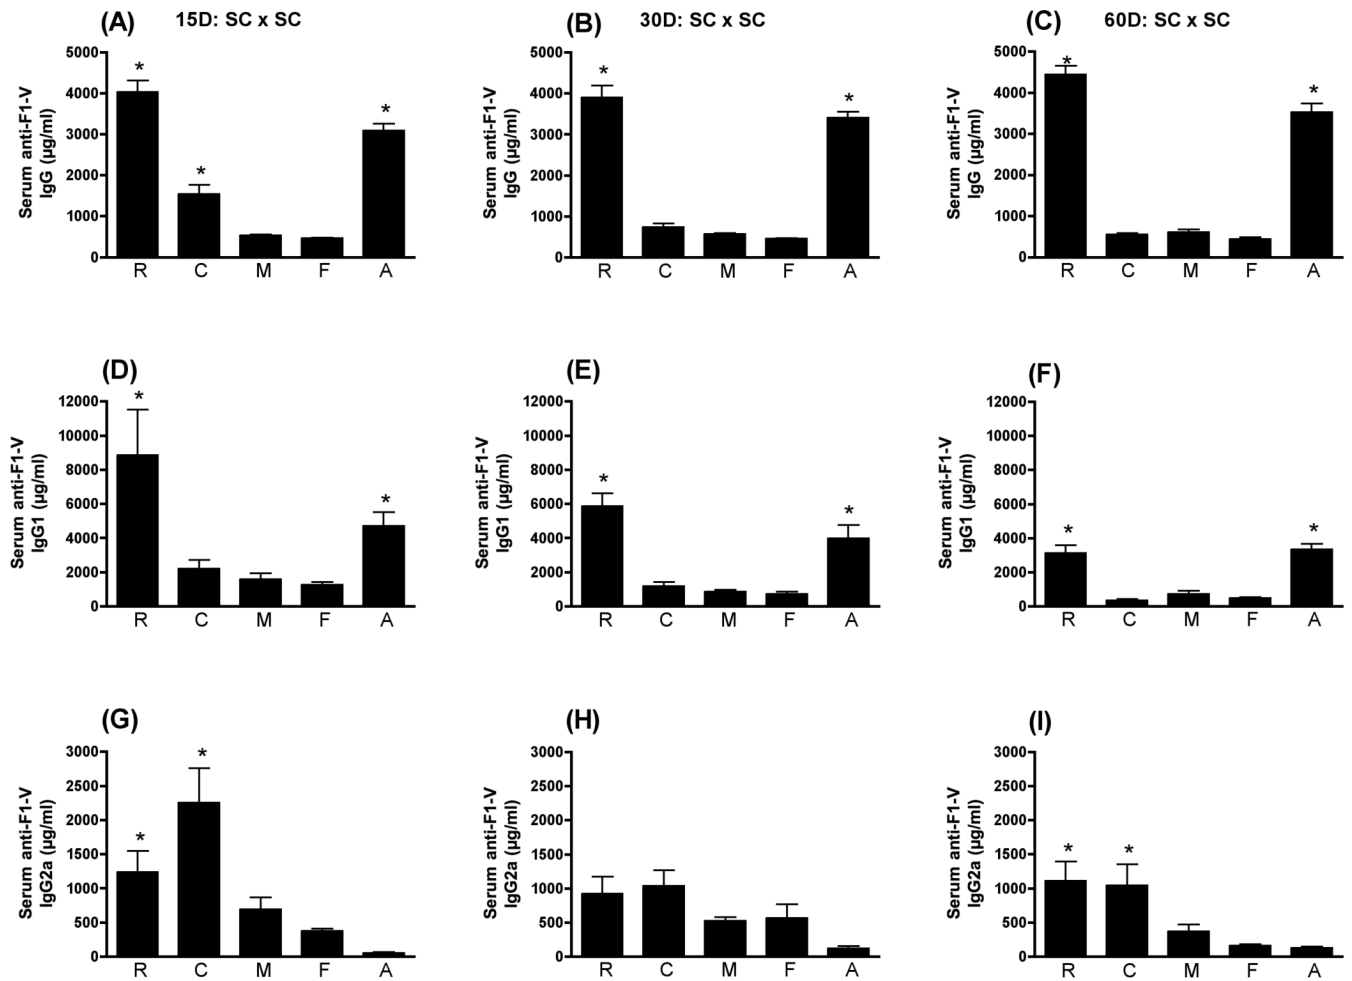 (A) 15D: SC x SC
(B) 30D: SC x SC
(C) 60D: SC x SC
Serum anti-F1-V
IgG (µg/ml)
5000
4000
3000
2000
1000
0
* * *
R C M F A
Serum anti-F1-V
IgG (µg/ml)
5000
4000
3000
2000
1000
0
* *
R C M F A
Serum anti-F1-V
IgG (µg/ml)
5000
4000
3000
2000
1000
0
* *
R C M F A
(D)
Serum anti-F1-V
IgG1 (µg/ml)
12000
10000
8000
6000
4000
2000
0
* *
R C M F A
(E)
Serum anti-F1-V
IgG1 (µg/ml)
12000
10000
8000
6000
4000
2000
0
* *
R C M F A
(F)
Serum anti-F1-V
IgG1 (µg/ml)
12000
10000
8000
6000
4000
2000
0
* *
R C M F A
(G)
Serum anti-F1-V
IgG2a (µg/ml)
3000
2500
2000
1500
1000
500
0
* *
R C M F A
(H)
Serum anti-F1-V
IgG2a (µg/ml)
3000
2500
2000
1500
1000
500
0
R C M F A
(I)
Serum anti-F1-V
IgG2a (µg/ml)
3000
2500
2000
1500
1000
500
0
* *
R C M F A